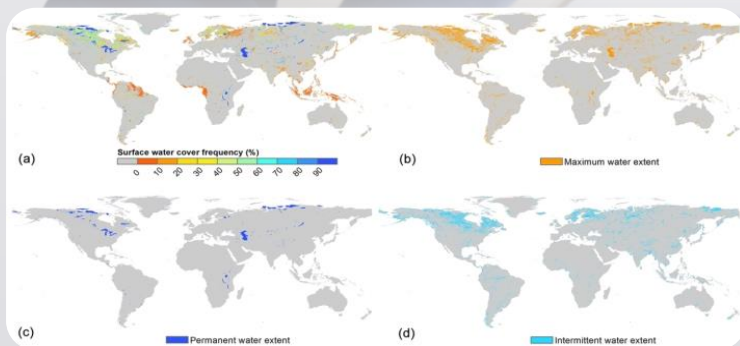 (a)
Surface water cover frequency (%)
0 10 20 30 40 50 60 70 80 90
(b)
Maximum water extent
(c)
Permanent water extent
(d)
Intermittent water extent